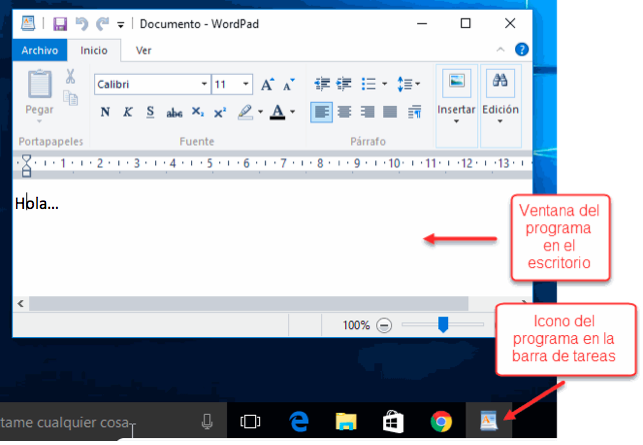 Documento - WordPad
Archivo Inicio Ver
Calibri 11
Pegar
N K S abc X₂ X² A
Insertar Edición
Portapapeles Fuente Párrafo
1 2 3 4 5 6 7 8 9 10 11 12 13
Hola...
Ventana del
programa
en el
escritorio
100%
Icono del
programa en la
barra de tareas
tame cualquier cosa